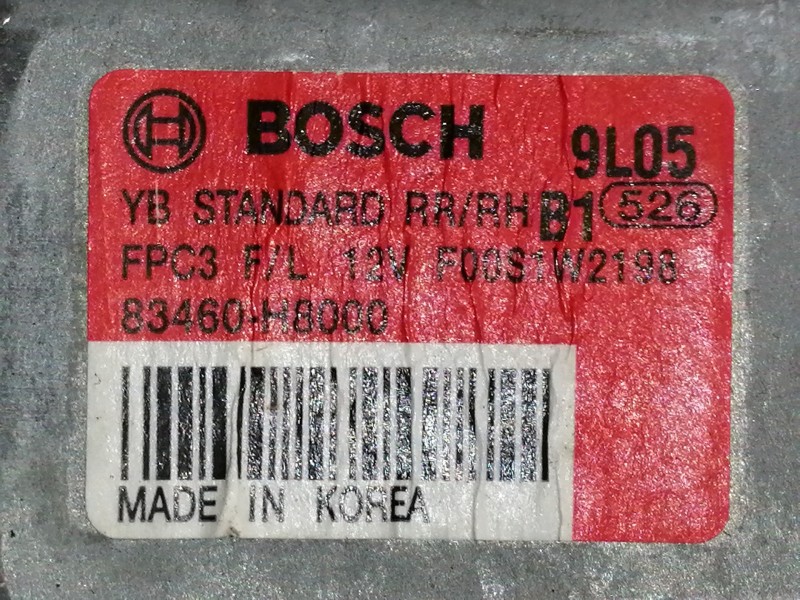 BOSCH 9L05
YB STANDARD RR/RH B1 526
FPC3 F/L 12V F00S1W2198
83460-H8000
MADE IN KOREA